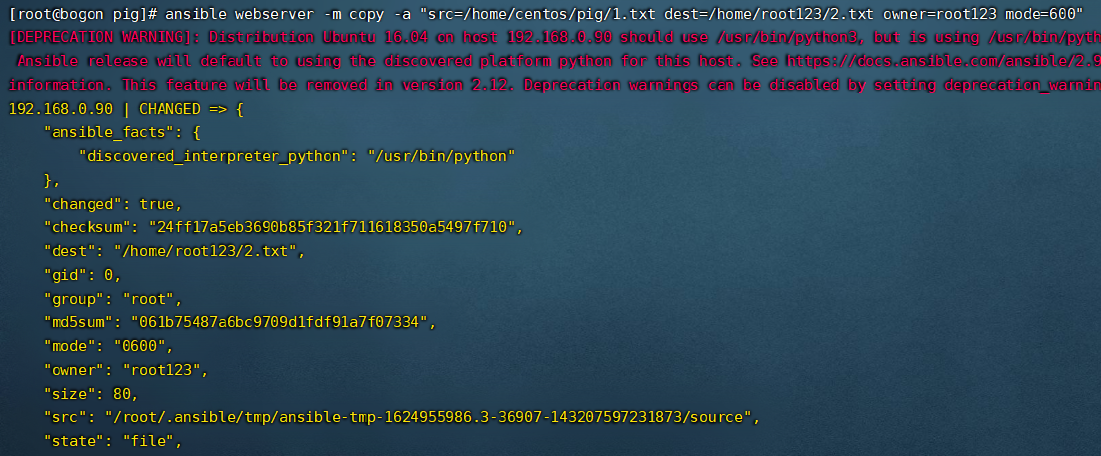 [root@bogon pig]# ansible webserver -m copy -a "src=/home/centos/pig/1.txt dest=/home/root123/2.txt owner=root123 mode=600"
[DEPRECATION WARNING]: Distribution Ubuntu 16.04 on host 192.168.0.90 should use /usr/bin/python3, but is using /usr/bin/pyth
Ansible release will default to using the discovered platform python for this host. See https://docs.ansible.com/ansible/2.9
information. This feature will be removed in version 2.12. Deprecation warnings can be disabled by setting deprecation_warnin
192.168.0.90 | CHANGED => {
    "ansible_facts": {
        "discovered_interpreter_python": "/usr/bin/python"
    },
    "changed": true,
    "checksum": "24ff17a5eb3690b85f321f711618350a5497f710",
    "dest": "/home/root123/2.txt",
    "gid": 0,
    "group": "root",
    "md5sum": "061b75487a6bc9709d1fdf91a7f07334",
    "mode": "0600",
    "owner": "root123",
    "size": 80,
    "src": "/root/.ansible/tmp/ansible-tmp-1624955986.3-36907-143207597231873/source",
    "state": "file",